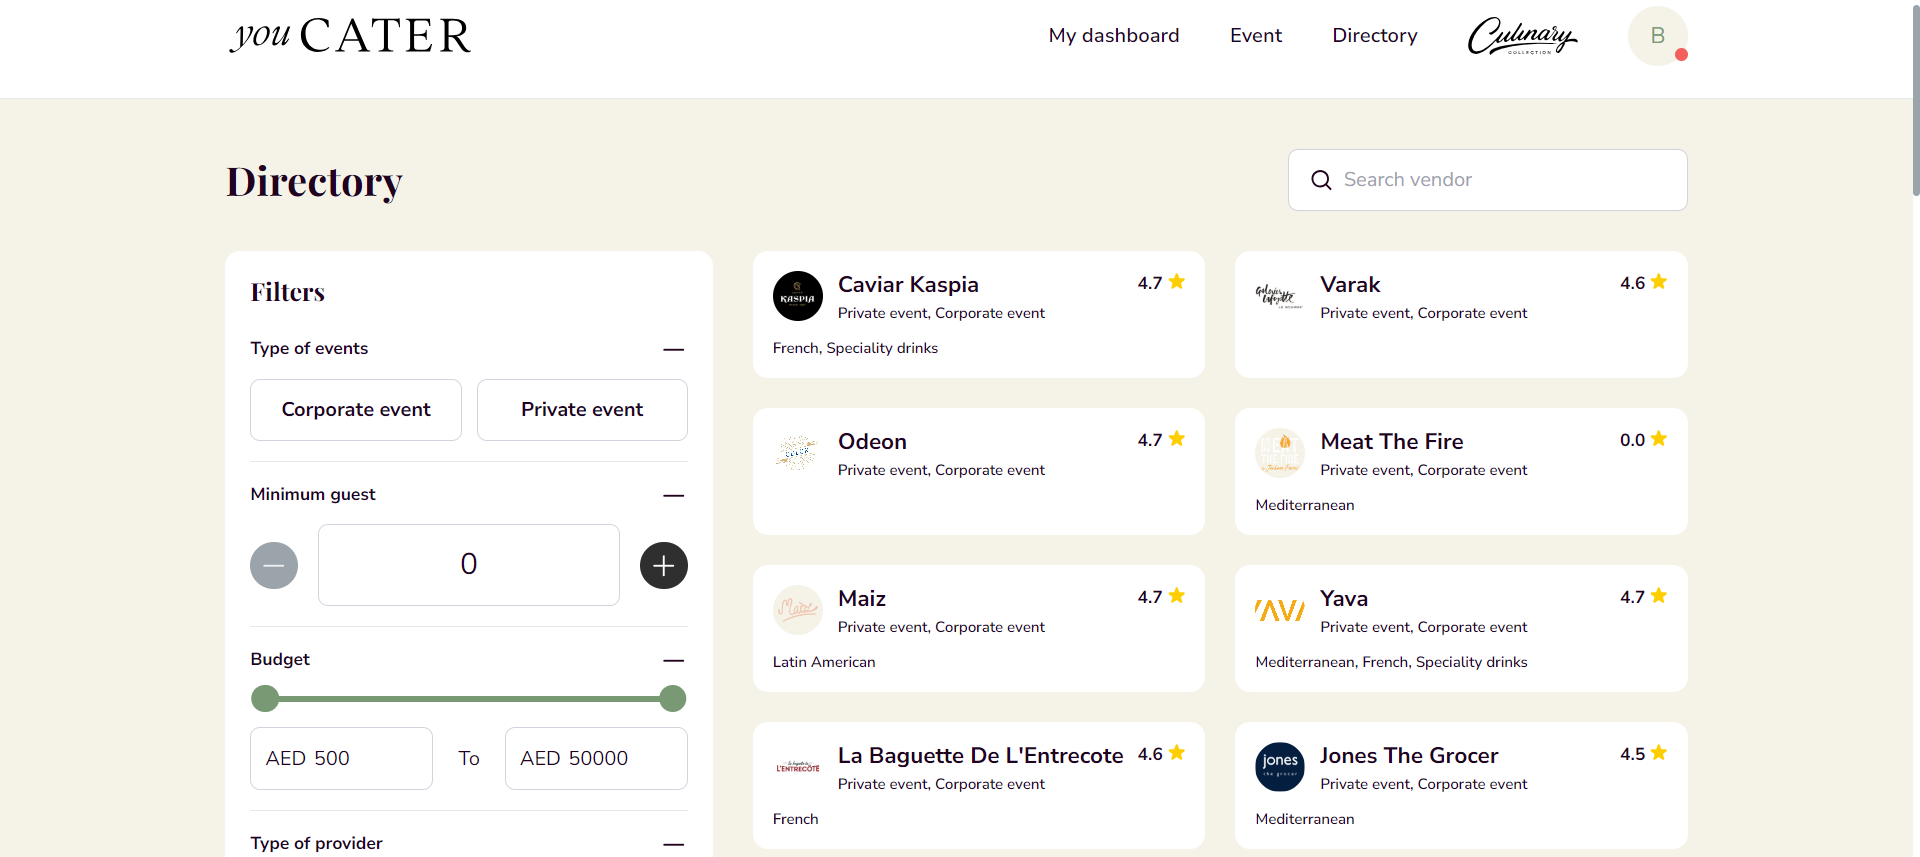 you CATER
My dashboard
Event
Directory
Culinary
COLLECTION
B
Directory
Search vendor
Filters
Type of events
Corporate event
Private event
Minimum guest
0
Budget
AED 500
To
AED 50000
Type of provider
KASPIA
Caviar Kaspia
4.7
Private event, Corporate event
French, Speciality drinks
Galeries Lafayette
Varak
4.6
Private event, Corporate event
Odeon
4.7
Private event, Corporate event
Meat The Fire
0.0
Private event, Corporate event
Mediterranean
Maiz
Maiz
4.7
Private event, Corporate event
Latin American
YAVA
Yava
4.7
Private event, Corporate event
Mediterranean, French, Speciality drinks
L'ENTRECÔTE
La Baguette De L'Entrecote
4.6
Private event, Corporate event
French
jones
the grocer
Jones The Grocer
4.5
Private event, Corporate event
Mediterranean